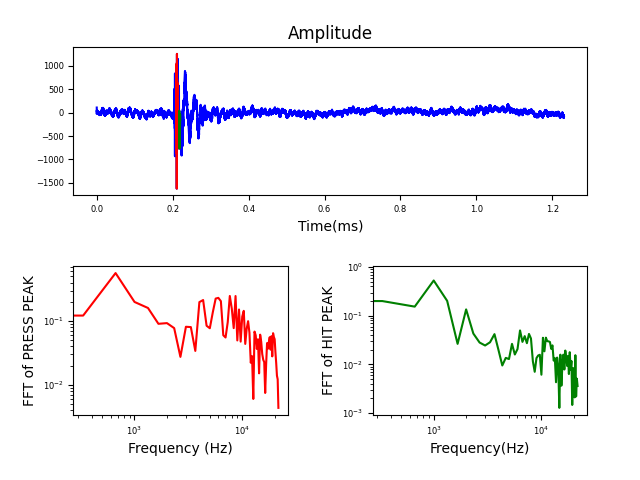 Amplitude
1000
500
0
−500
−1000
−1500
0.0 0.2 0.4 0.6 0.8 1.0 1.2
Time(ms)
FFT of PRESS PEAK
10⁻¹
10⁻²
10³ 10⁴
Frequency (Hz)
FFT of HIT PEAK
10⁰
10⁻¹
10⁻²
10⁻³
10³ 10⁴
Frequency(Hz)